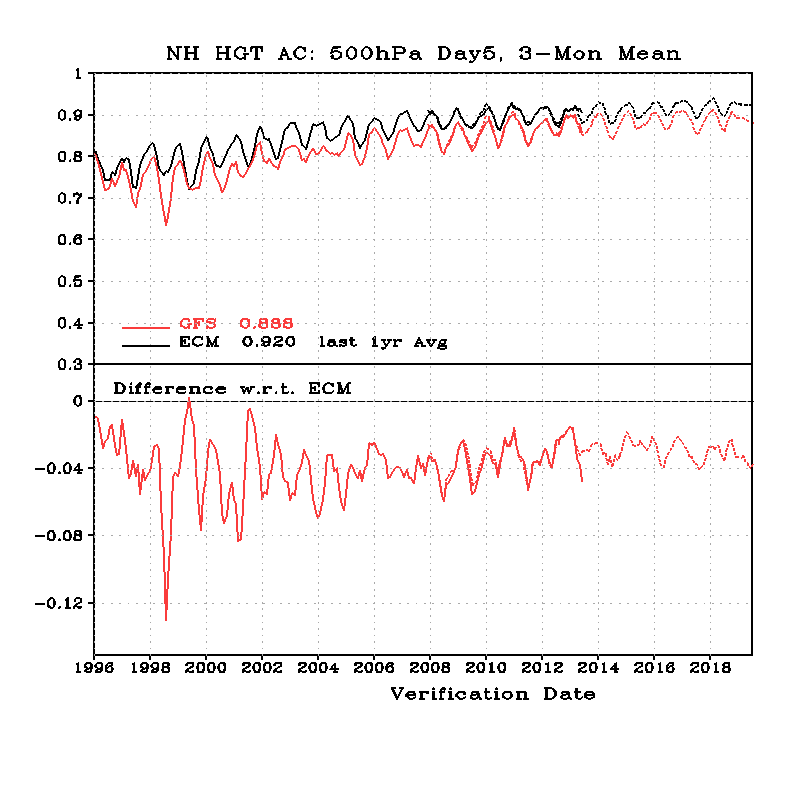 NH HGT AC: 500hPa Day5, 3-Mon Mean
1
0.9
0.8
0.7
0.6
0.5
0.4
0.3
GFS 0.888
ECM 0.920 last 1yr Avg
Difference w.r.t. ECM
0
-0.04
-0.08
-0.12
1996 1998 2000 2002 2004 2006 2008 2010 2012 2014 2016 2018
Verification Date